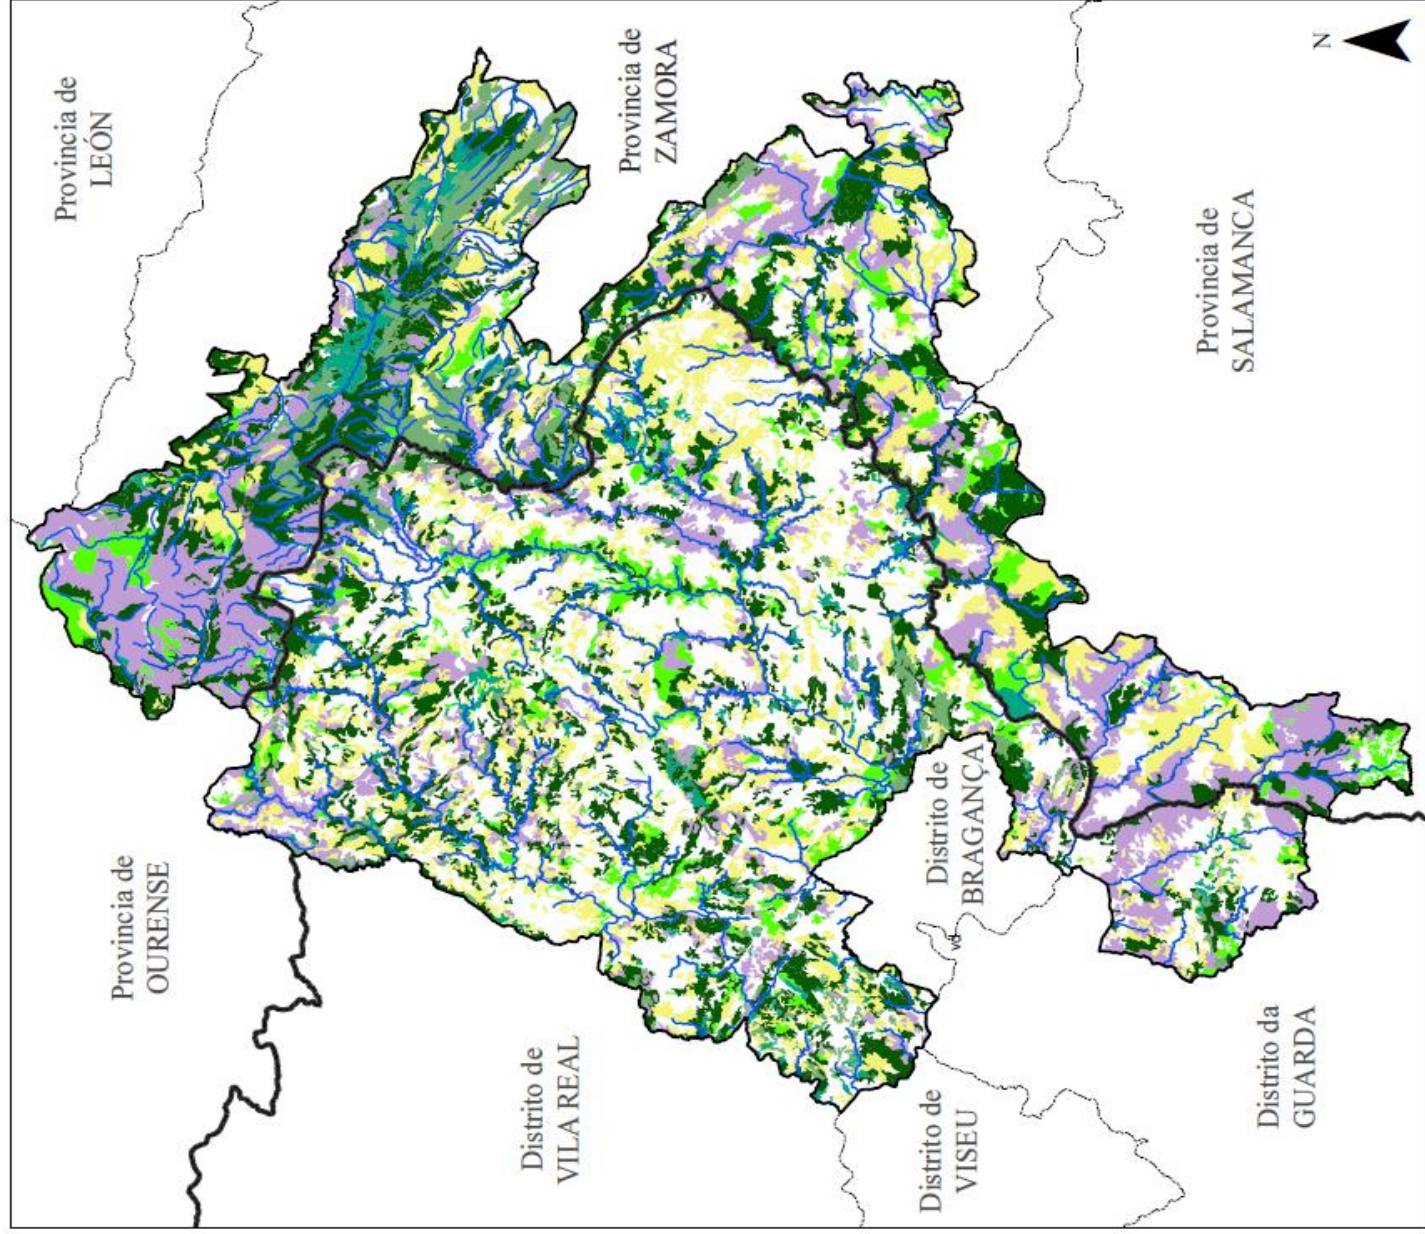 Provincia de
LEÓN
Provincia de
OURENSE
Distrito de
VILA REAL
Provincia de
ZAMORA
Distrito de
VISEU
Distrito de
BRAGANÇA
Provincia de
SALAMANCA
Distrito da
GUARDA
N